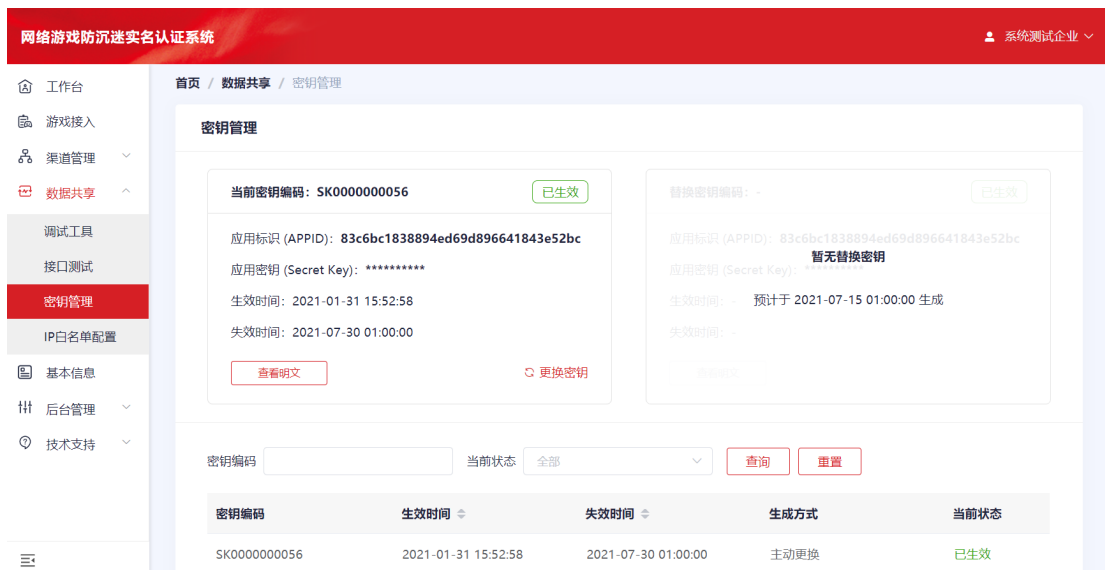 网络游戏防沉迷实名认证系统
系统测试企业
工作台
游戏接入
渠道管理
数据共享
调试工具
接口测试
密钥管理
IP白名单配置
基本信息
后台管理
技术支持
首页 / 数据共享 / 密钥管理
密钥管理
当前密钥编码：SK0000000056 已生效
应用标识 (APPID)：83c6bc1838894ed69d896641843e52bc
应用密钥 (Secret Key)：**********
生效时间：2021-01-31 15:52:58
失效时间：2021-07-30 01:00:00
查看明文 更换密钥
替换密钥编码：- 已生效
应用标识 (APPID)：83c6bc1838894ed69d896641843e52bc
暂无替换密钥
应用密钥 (Secret Key)：**********
生效时间：-
预计于 2021-07-15 01:00:00 生成
失效时间：-
密钥编码 当前状态 全部 查询 重置
密钥编码 生效时间 失效时间 生成方式 当前状态
SK0000000056 2021-01-31 15:52:58 2021-07-30 01:00:00 主动更换 已生效